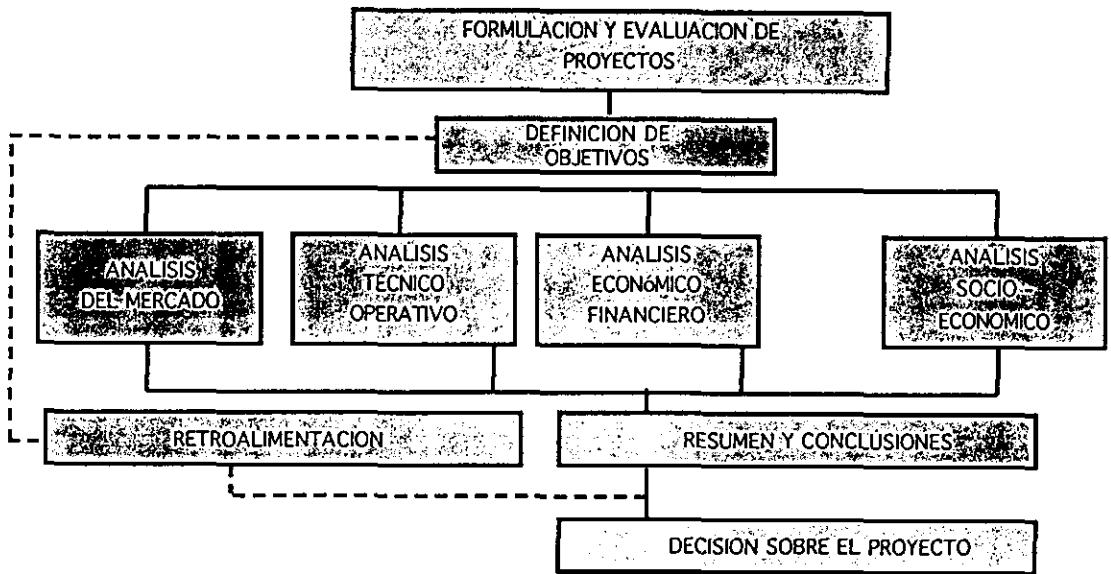 FORMULACION Y EVALUACION DE
PROYECTOS
DEFINICION DE
OBJETIVOS
ANALISIS
DEL MERCADO
ANALISIS
TECNICO
OPERATIVO
ANALISIS
ECONóMICO
FINANCIERO
ANALISIS
SOCIO
ECONOMICO
RETROALIMENTACION
RESUMEN Y CONCLUSIONES
DECISION SOBRE EL PROYECTO